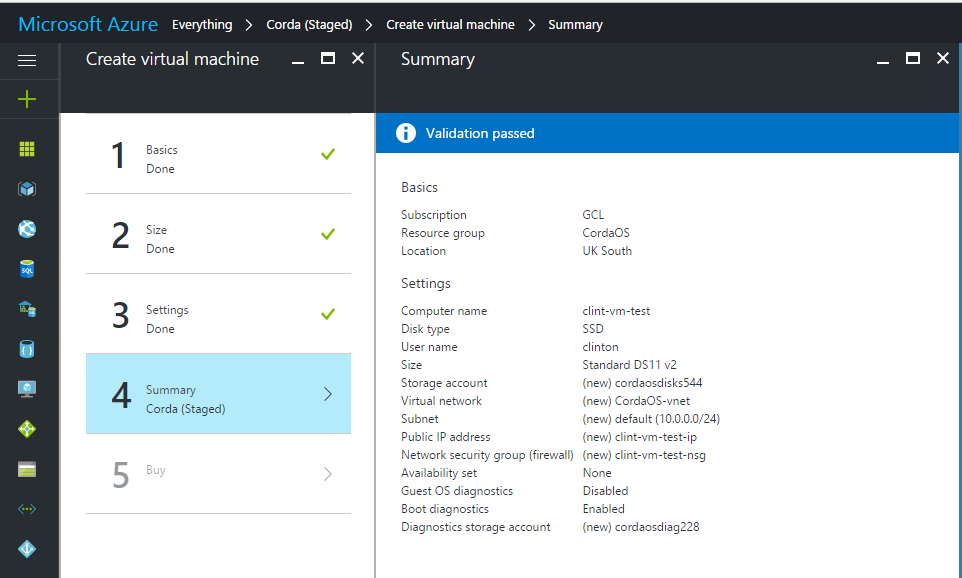 Microsoft Azure Everything > Corda (Staged) > Create virtual machine > Summary
Create virtual machine
1
Basics
Done
2
Size
Done
3
Settings
Done
4
Summary
Corda (Staged)
5
Buy
Summary
Validation passed
Basics
Subscription GCL
Resource group CordaOS
Location UK South
Settings
Computer name clint-vm-test
Disk type SSD
User name clinton
Size Standard DS11 v2
Storage account (new) cordaosdisks544
Virtual network (new) CordaOS-vnet
Subnet (new) default (10.0.0.0/24)
Public IP address (new) clint-vm-test-ip
Network security group (firewall) (new) clint-vm-test-nsg
Availability set None
Guest OS diagnostics Disabled
Boot diagnostics Enabled
Diagnostics storage account (new) cordaosdiag228
SQL